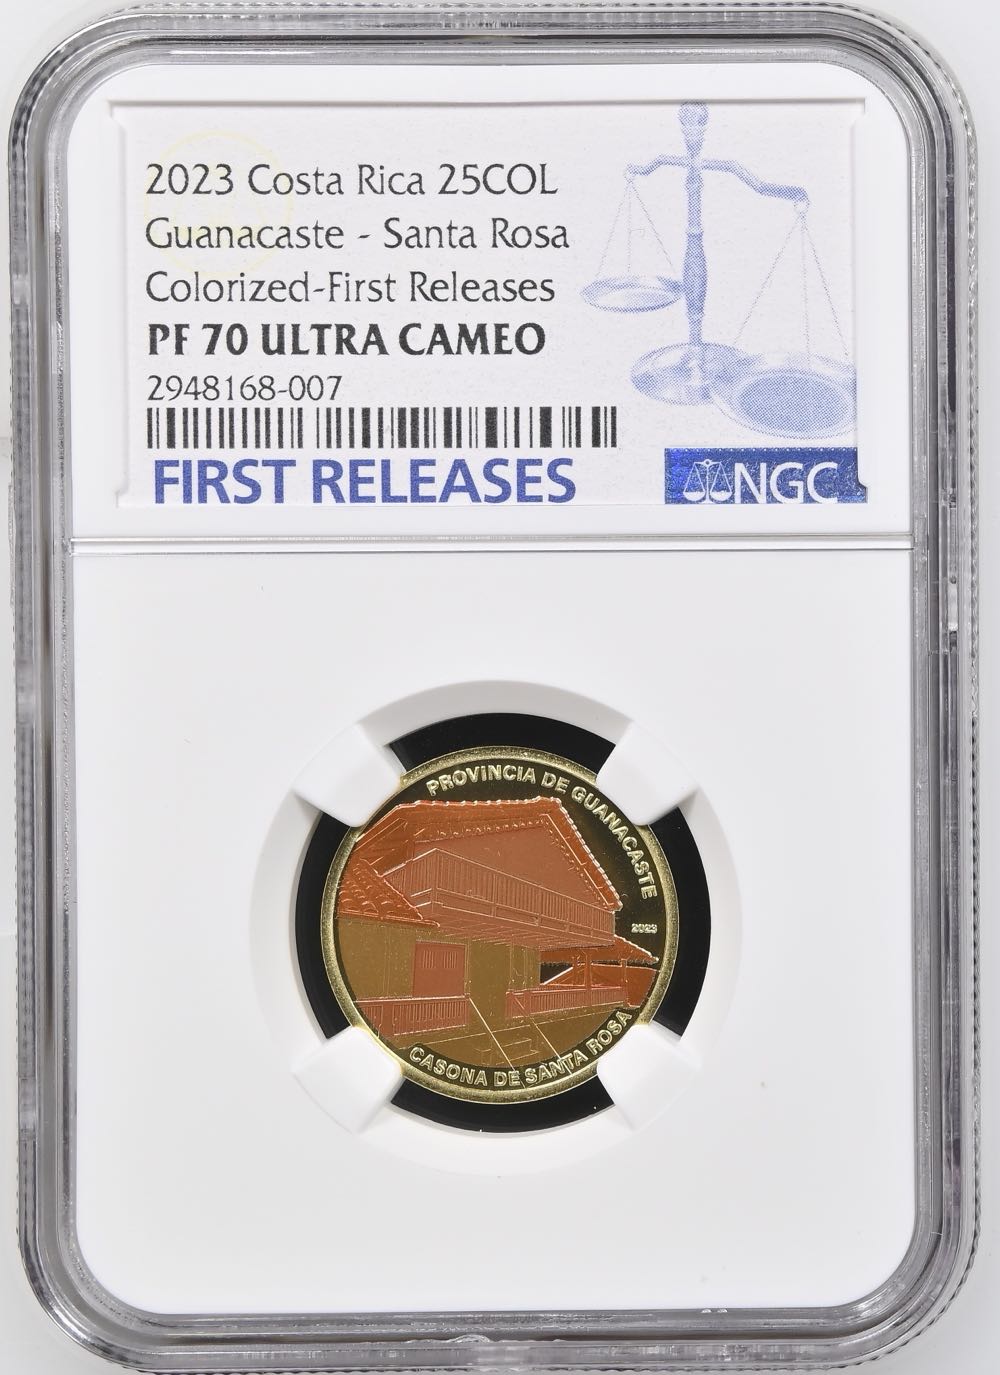 2023 Costa Rica 25COL
Guanacaste - Santa Rosa
Colorized-First Releases
PF 70 ULTRA CAMEO
2948168-007
FIRST RELEASES
NGC
PROVINCIA DE GUANACASTE
2023
CASONA DE SANTA ROSA